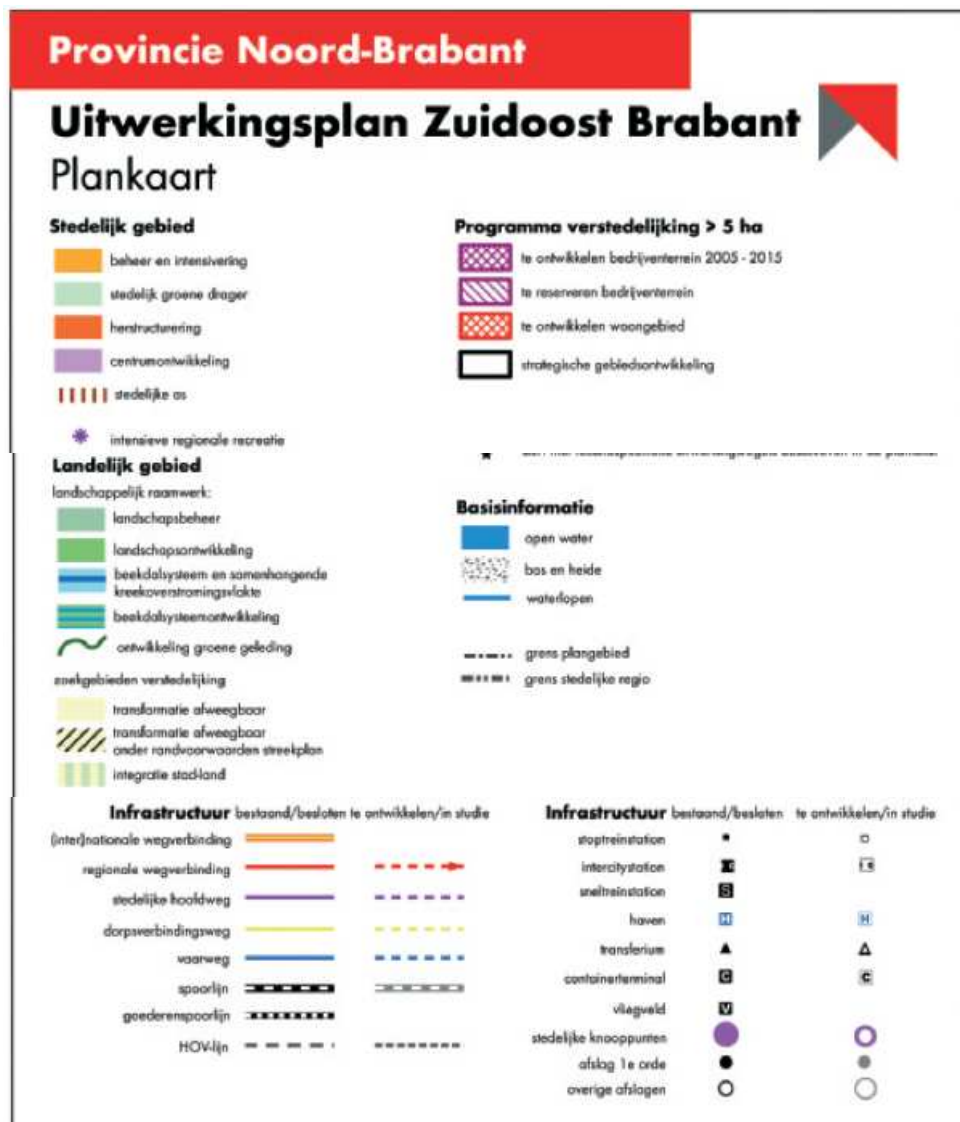 Provincie Noord-Brabant
Uitwerkingsplan Zuidoost Brabant
Plankaart
Stedelijk gebied
beheer en intensivering
stedelijk groene drager
herstructurering
centrumontwikkeling
stedelijke as
intensieve regionale recreatie
Programma verstedelijking > 5 ha
te ontwikkelen bedrijventerrein 2005 - 2015
te reserveren bedrijventerrein
te ontwikkelen woongebied
strategische gebiedsontwikkeling
Landelijk gebied
landschappelijk raamwerk:
landschapsbeheer
landschapsontwikkeling
beekdalsysteem en samenhangende
kreekoverstromingsvlakte
beekdalsysteemontwikkeling
ontwikkeling groene geleding
zoekgebieden verstedelijking
transformatie afweegbaar
transformatie afweegbaar
onder randvoorwaarden streekplan
integratie stad-land
Basisinformatie
open water
bos en heide
waterlopen
grens plangebied
grens stedelijke regio
Infrastructuur bestaand/besloten te ontwikkelen/in studie
(inter)nationale wegverbinding
regionale wegverbinding
stedelijke hoofdweg
dorpsverbindingsweg
vaarweg
spoorlijn
goederenspoorlijn
HOV-lijn
Infrastructuur bestaand/besloten te ontwikkelen/in studie
stoptreinstation
intercitystation
sneltreinstation S
haven H H
transferium
containerterminal C C
vliegveld V
stedelijke knooppunten
afslag 1e orde
overige afslagen